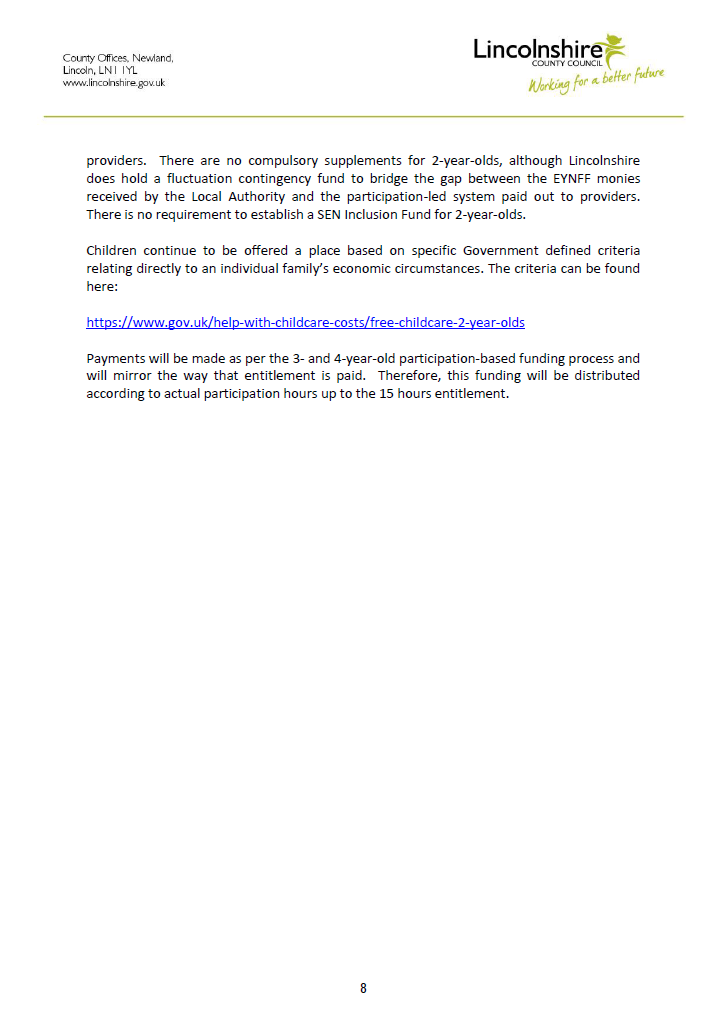 County Offices, Newland,
Lincoln, LN1 1YL
www.lincolnshire.gov.uk
Lincolnshire
COUNTY COUNCIL
Working for a better future
providers. There are no compulsory supplements for 2-year-olds, although Lincolnshire
does hold a fluctuation contingency fund to bridge the gap between the EYNFF monies
received by the Local Authority and the participation-led system paid out to providers.
There is no requirement to establish a SEN Inclusion Fund for 2-year-olds.
Children continue to be offered a place based on specific Government defined criteria
relating directly to an individual family's economic circumstances. The criteria can be found
here:
https://www.gov.uk/help-with-childcare-costs/free-childcare-2-year-olds
Payments will be made as per the 3- and 4-year-old participation-based funding process and
will mirror the way that entitlement is paid. Therefore, this funding will be distributed
according to actual participation hours up to the 15 hours entitlement.
8